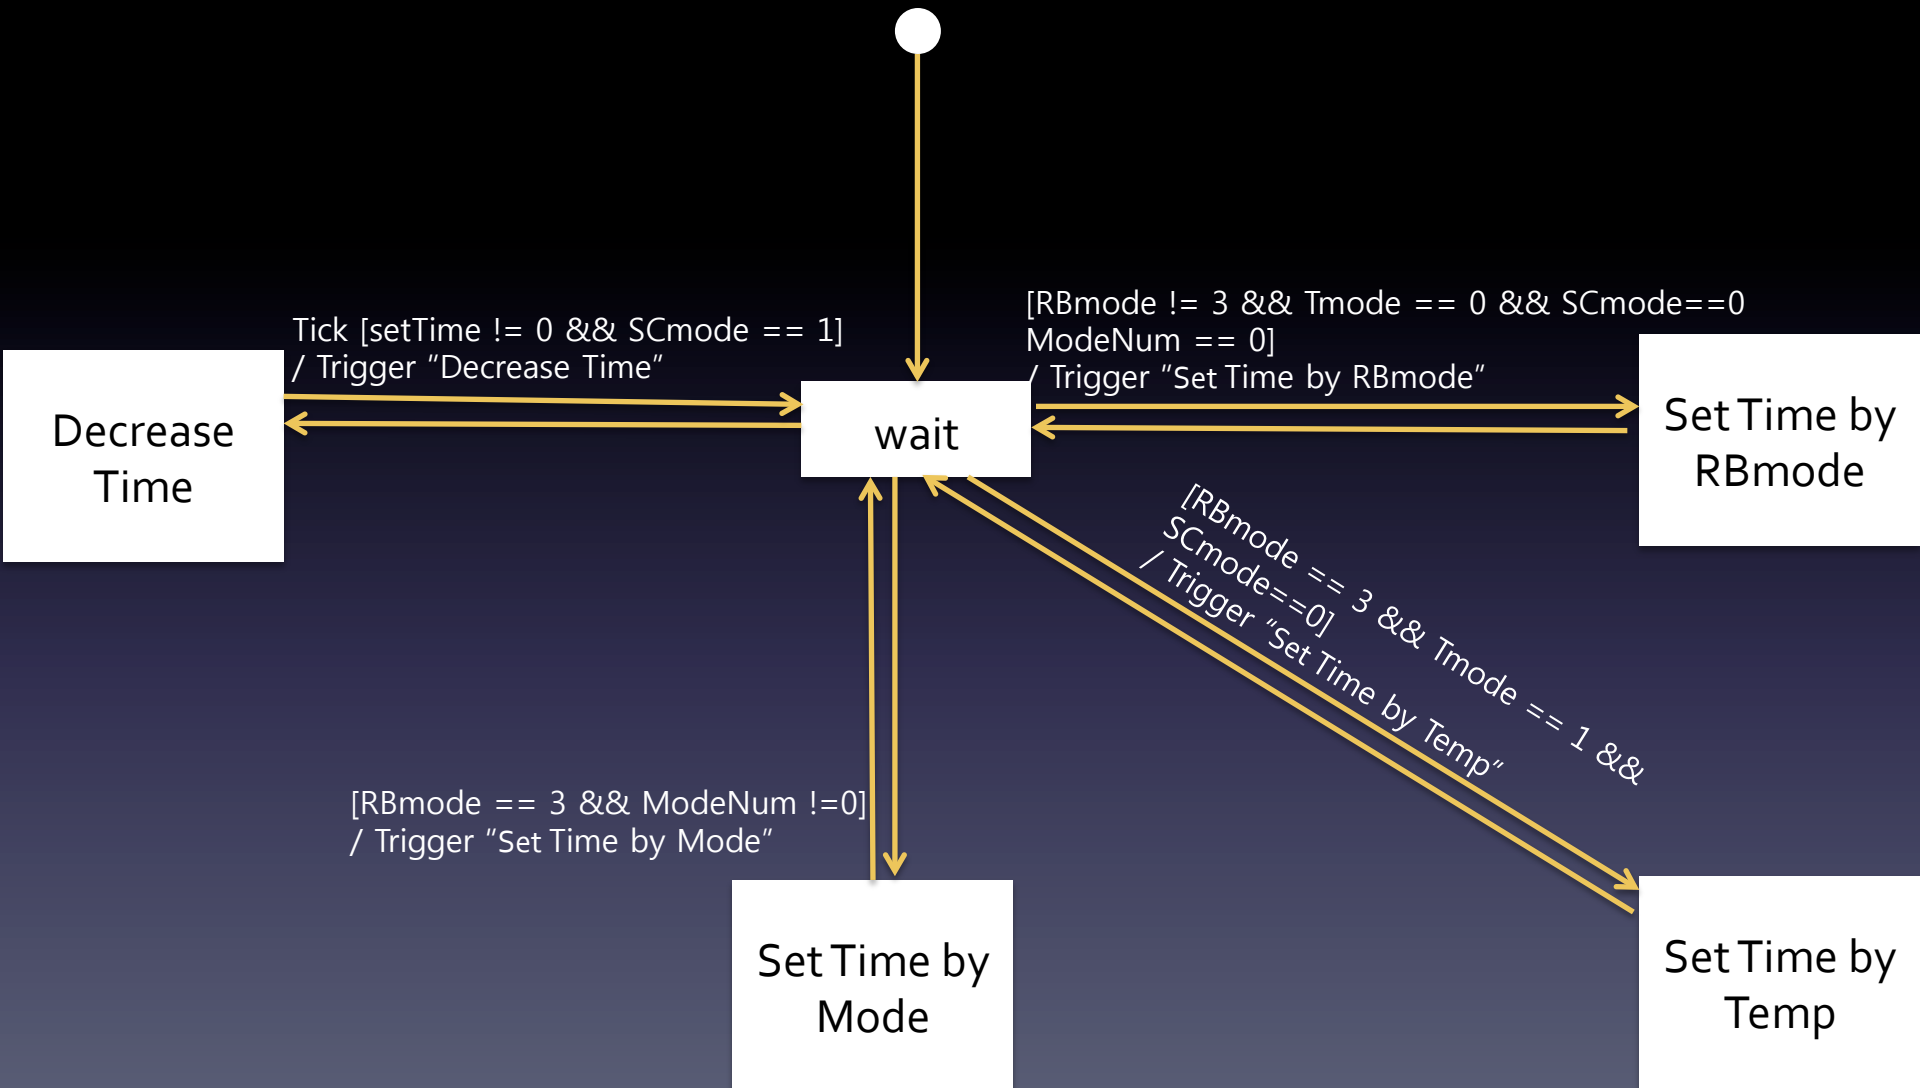 Tick [setTime != 0 && SCmode == 1]
/ Trigger “Decrease Time”
[RBmode != 3 && Tmode == 0 && SCmode==0
ModeNum == 0]
/ Trigger “Set Time by RBmode”
Decrease
Time
wait
Set Time by
RBmode
[RBmode == 3 && Tmode == 1 &&
SCmode==0]
/ Trigger “Set Time by Temp”
[RBmode == 3 && ModeNum !=0]
/ Trigger “Set Time by Mode”
Set Time by
Mode
Set Time by
Temp